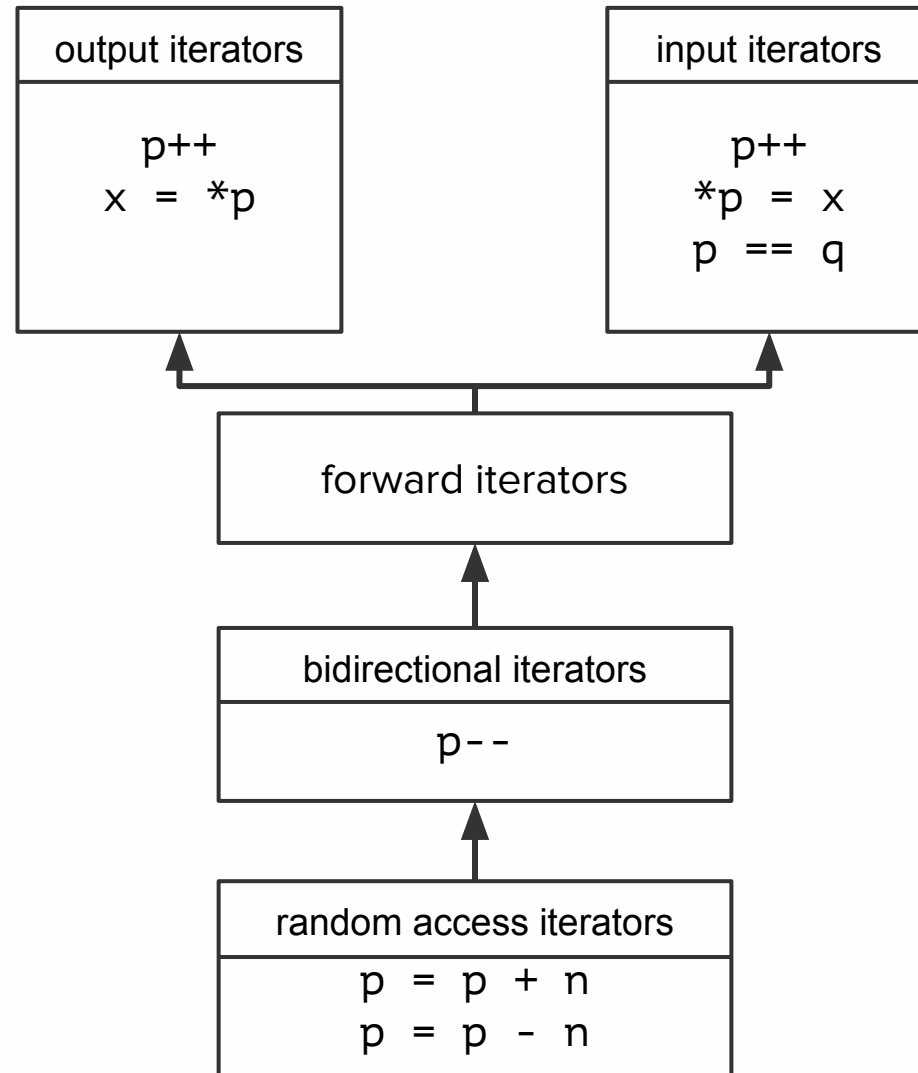 output iterators
p++
x = *p
input iterators
p++
*p = x
p == q
forward iterators
bidirectional iterators
p--
random access iterators
p = p + n
p = p - n